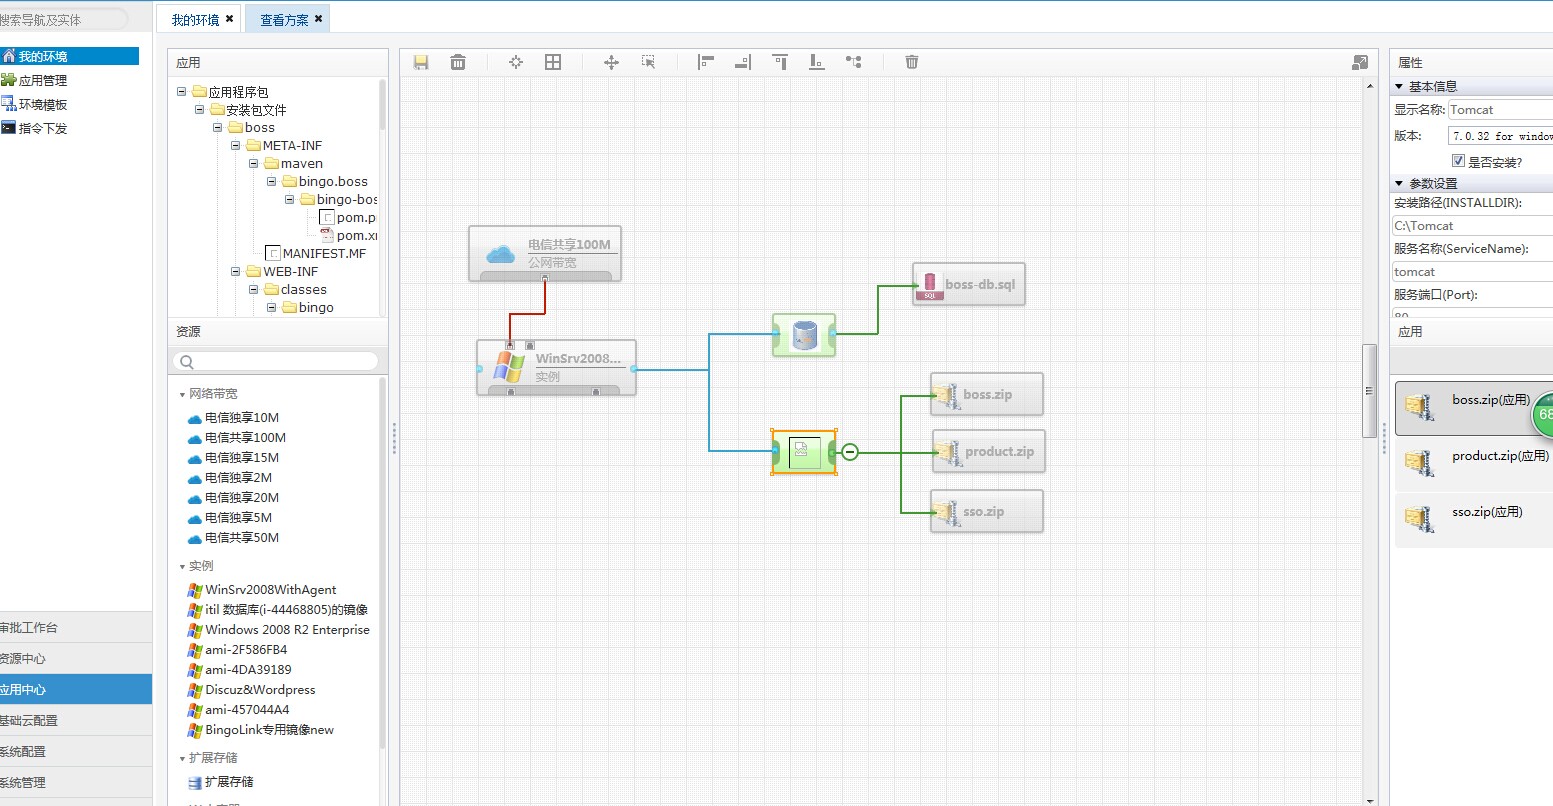 搜索导航及实体
我的环境
应用管理
环境模板
指令下发
审批工作台
资源中心
应用中心
基础云配置
系统配置
系统管理
我的环境
查看方案
应用
应用程序包
安装包文件
boss
META-INF
maven
bingo.boss
bingo-bos
pom.p
pom.x
MANIFEST.MF
WEB-INF
classes
bingo
资源
网络带宽
电信独享10M
电信共享100M
电信独享15M
电信独享2M
电信独享20M
电信独享5M
电信共享50M
实例
WinSrv2008WithAgent
itil 数据库(i-44468805)的镜像
Windows 2008 R2 Enterprise
ami-2F586FB4
ami-4DA39189
Discuz&Wordpress
ami-457044A4
BingoLink专用镜像new
扩展存储
扩展存储
电信共享100M
公网带宽
WinSrv2008...
实例
SQL
boss-db.sql
boss.zip
product.zip
sso.zip
属性
基本信息
显示名称:
Tomcat
版本:
7.0.32 for window
是否安装?
参数设置
安装路径(INSTALLDIR):
C:\Tomcat
服务名称(ServiceName):
tomcat
服务端口(Port):
80
应用
boss.zip(应用)
68
product.zip(应用)
sso.zip(应用)